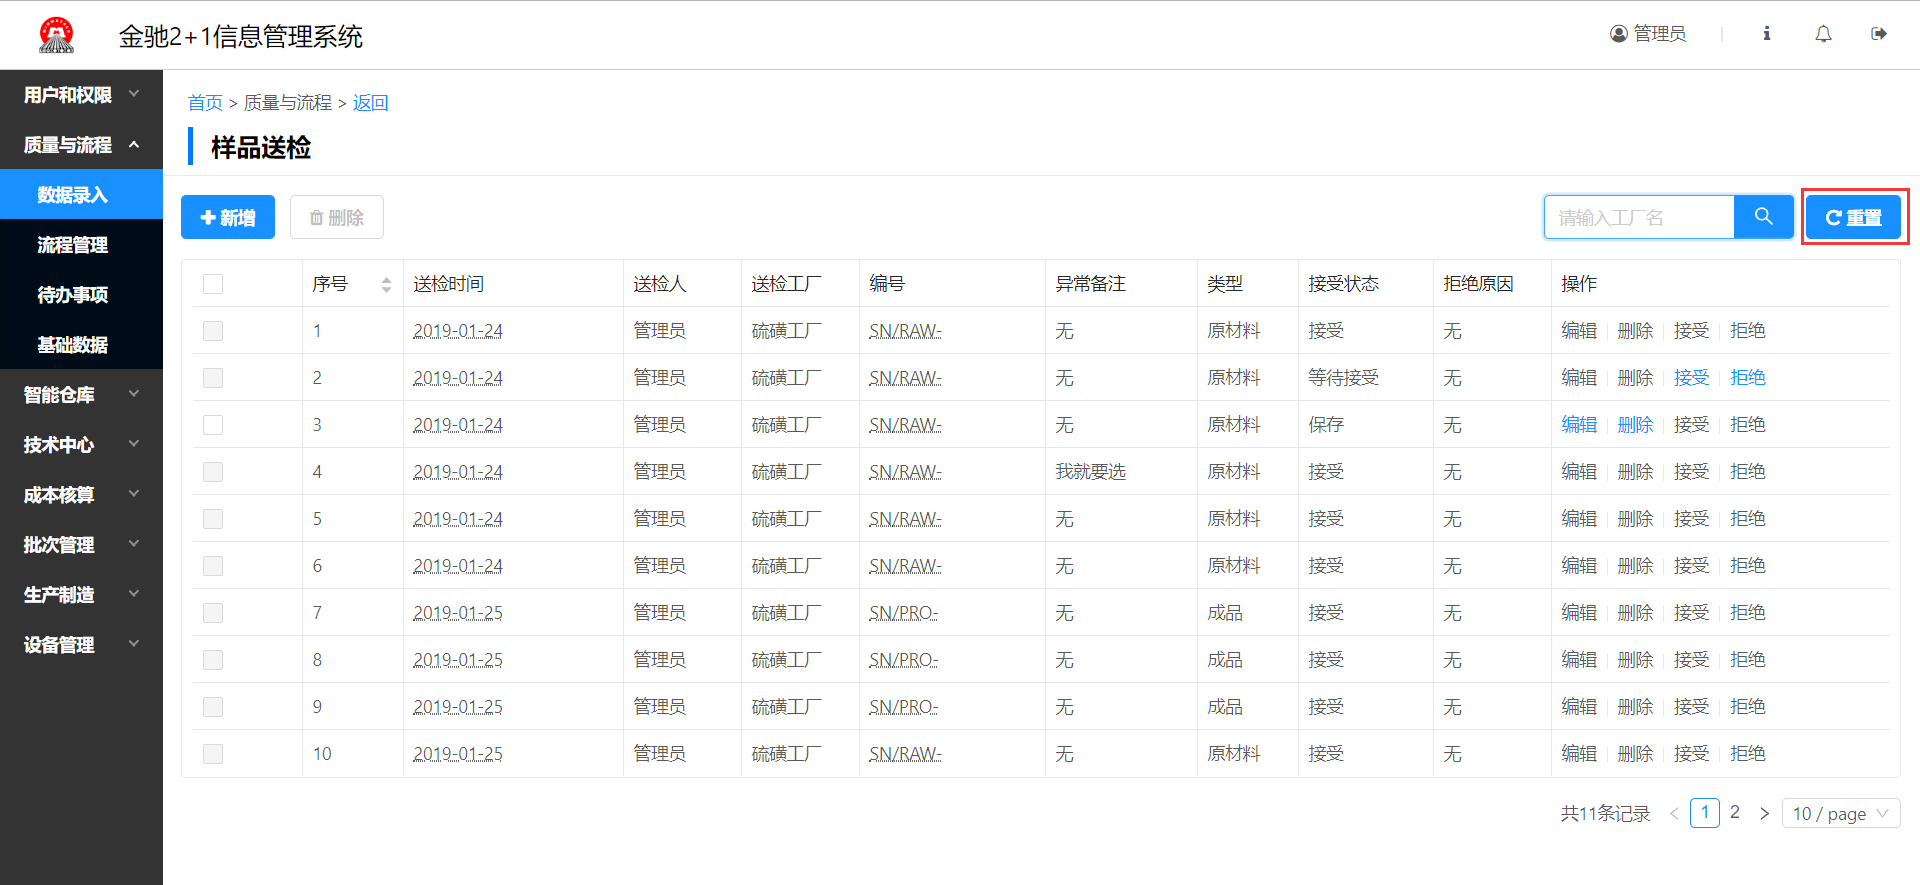 金驰2+1信息管理系统
管理员
用户和权限
质量与流程
数据录入
流程管理
待办事项
基础数据
智能仓库
技术中心
成本核算
批次管理
生产制造
设备管理
首页 > 质量与流程 > 返回
样品送检
新增 删除 请输入工厂名 重置
序号 送检时间 送检人 送检工厂 编号 异常备注 类型 接受状态 拒绝原因 操作
1 2019-01-24 管理员 硫磺工厂 SN/RAW- 无 原材料 接受 无 编辑 删除 接受 拒绝
2 2019-01-24 管理员 硫磺工厂 SN/RAW- 无 原材料 等待接受 无 编辑 删除 接受 拒绝
3 2019-01-24 管理员 硫磺工厂 SN/RAW- 无 原材料 保存 无 编辑 删除 接受 拒绝
4 2019-01-24 管理员 硫磺工厂 SN/RAW- 我就要选 原材料 接受 无 编辑 删除 接受 拒绝
5 2019-01-24 管理员 硫磺工厂 SN/RAW- 无 原材料 接受 无 编辑 删除 接受 拒绝
6 2019-01-24 管理员 硫磺工厂 SN/RAW- 无 原材料 接受 无 编辑 删除 接受 拒绝
7 2019-01-25 管理员 硫磺工厂 SN/PRO- 无 成品 接受 无 编辑 删除 接受 拒绝
8 2019-01-25 管理员 硫磺工厂 SN/PRO- 无 成品 接受 无 编辑 删除 接受 拒绝
9 2019-01-25 管理员 硫磺工厂 SN/PRO- 无 成品 接受 无 编辑 删除 接受 拒绝
10 2019-01-25 管理员 硫磺工厂 SN/RAW- 无 原材料 接受 无 编辑 删除 接受 拒绝
共11条记录 < 1 2 > 10 / page